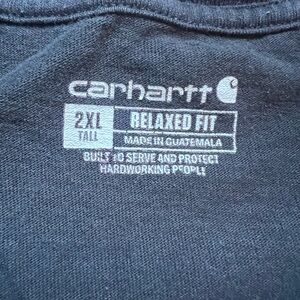 carhartt
2XL TALL RELAXED FIT
MADE IN GUATEMALA
BUILT TO SERVE AND PROTECT
HARDWORKING PEOPLE